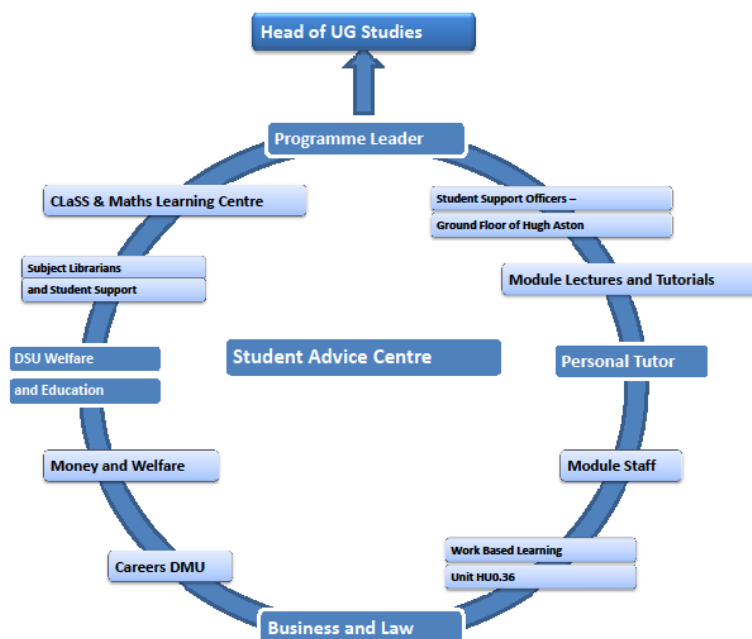 Head of UG Studies
Programme Leader
CLaSS & Maths Learning Centre
Student Support Officers –
Ground Floor of Hugh Aston
Subject Librarians
and Student Support
Module Lectures and Tutorials
DSU Welfare
and Education
Student Advice Centre
Personal Tutor
Money and Welfare
Module Staff
Careers DMU
Work Based Learning
Unit HU0.36
Business and Law